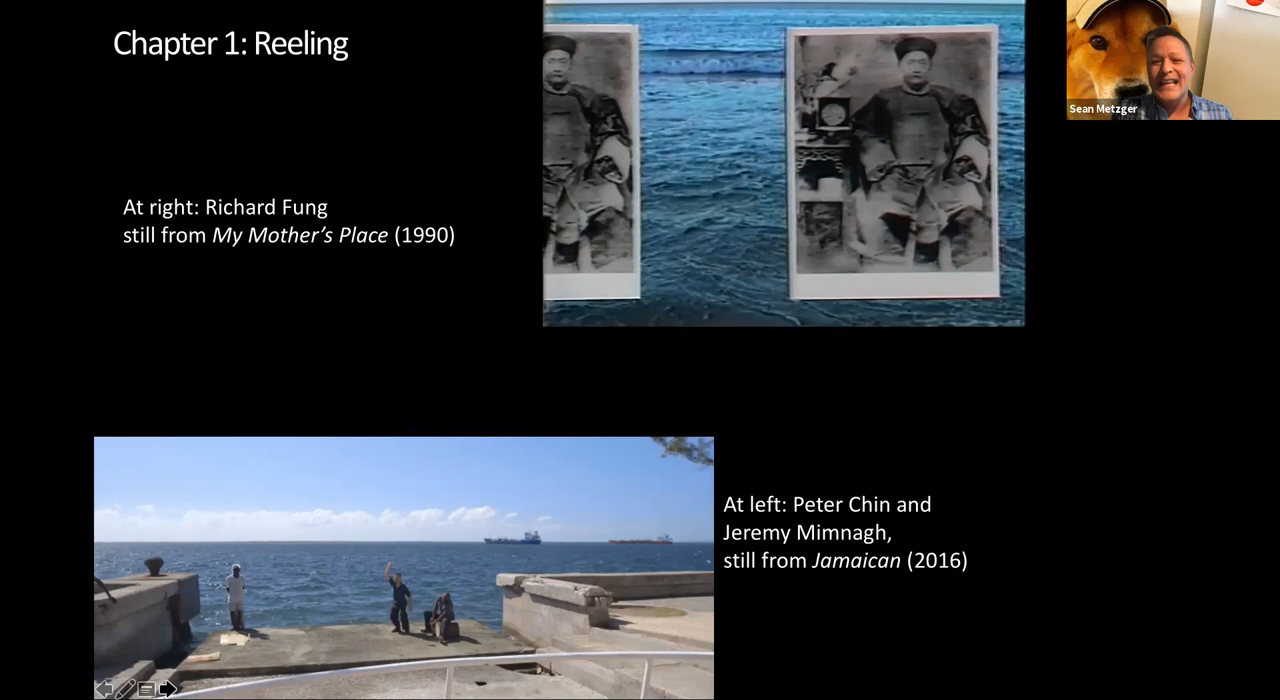 Chapter 1: Reeling
Sean Metzger
At right: Richard Fung
still from My Mother’s Place (1990)
At left: Peter Chin and
Jeremy Mimnagh,
still from Jamaican (2016)